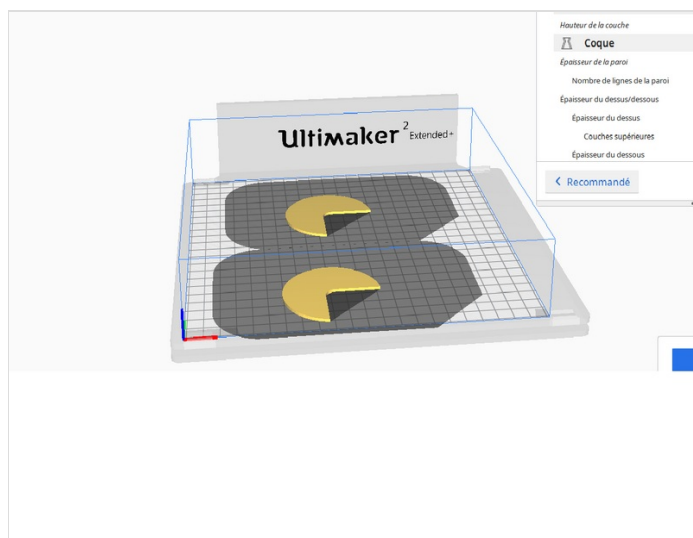 Hauteur de la couche
Coque
Épaisseur de la paroi
Nombre de lignes de la paroi
Épaisseur du dessus/dessous
Épaisseur du dessus
Couches supérieures
Épaisseur du dessous
Recommandé
Ultimaker 2 Extended+